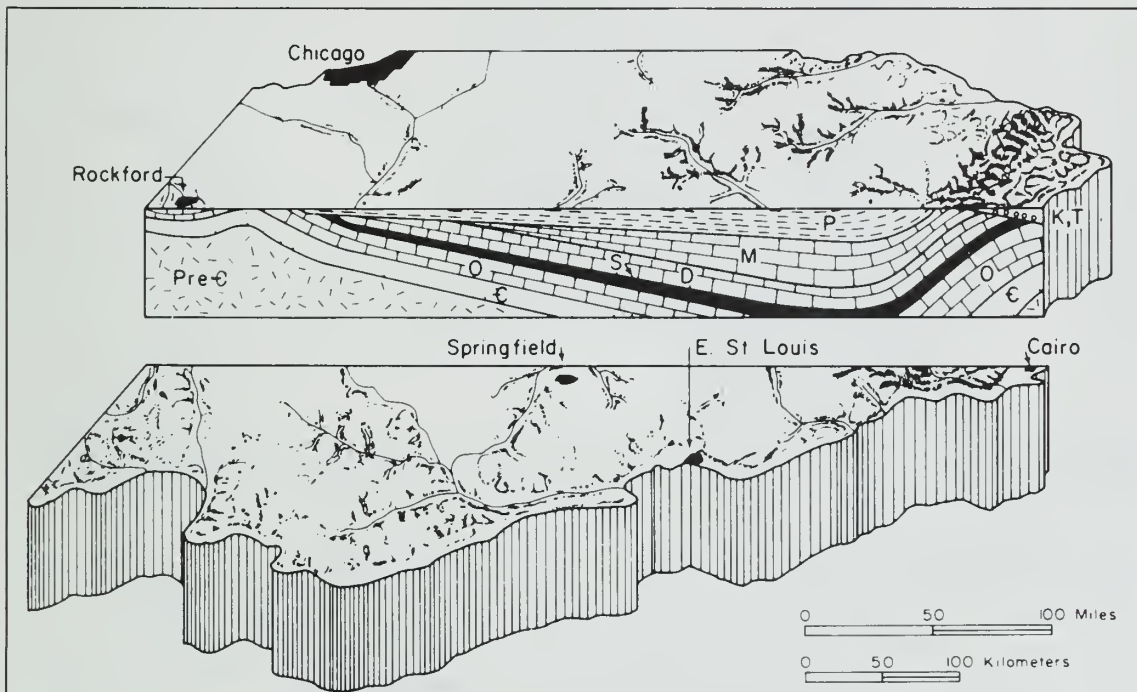 Chicago
Rockford
P
K,T
M
S
D
O
O
Pre-Є
Є
Є
Springfield
E. St Louis
Cairo
0 50 100 Miles
0 50 100 Kilometers